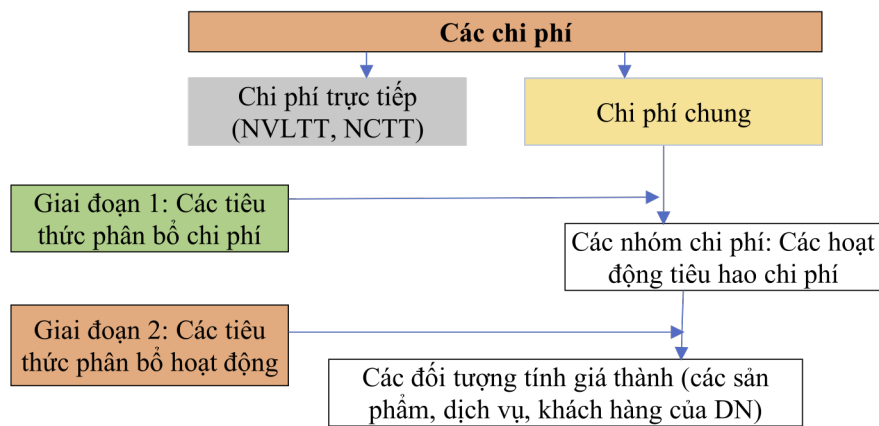 Các chi phí
Chi phí trực tiếp
(NVLTT, NCTT)
Chi phí chung
Giai đoạn 1: Các tiêu
thức phân bổ chi phí
Các nhóm chi phí: Các hoạt
động tiêu hao chi phí
Giai đoạn 2: Các tiêu
thức phân bổ hoạt động
Các đối tượng tính giá thành (các sản
phẩm, dịch vụ, khách hàng của DN)